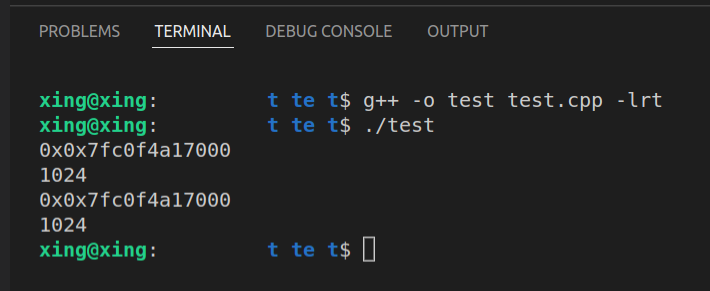 PROBLEMS TERMINAL DEBUG CONSOLE OUTPUT
xing@xing: t te t$ g++ -o test test.cpp -lrt
xing@xing: t te t$ ./test
0x0x7fc0f4a17000
1024
0x0x7fc0f4a17000
1024
xing@xing: t te t$